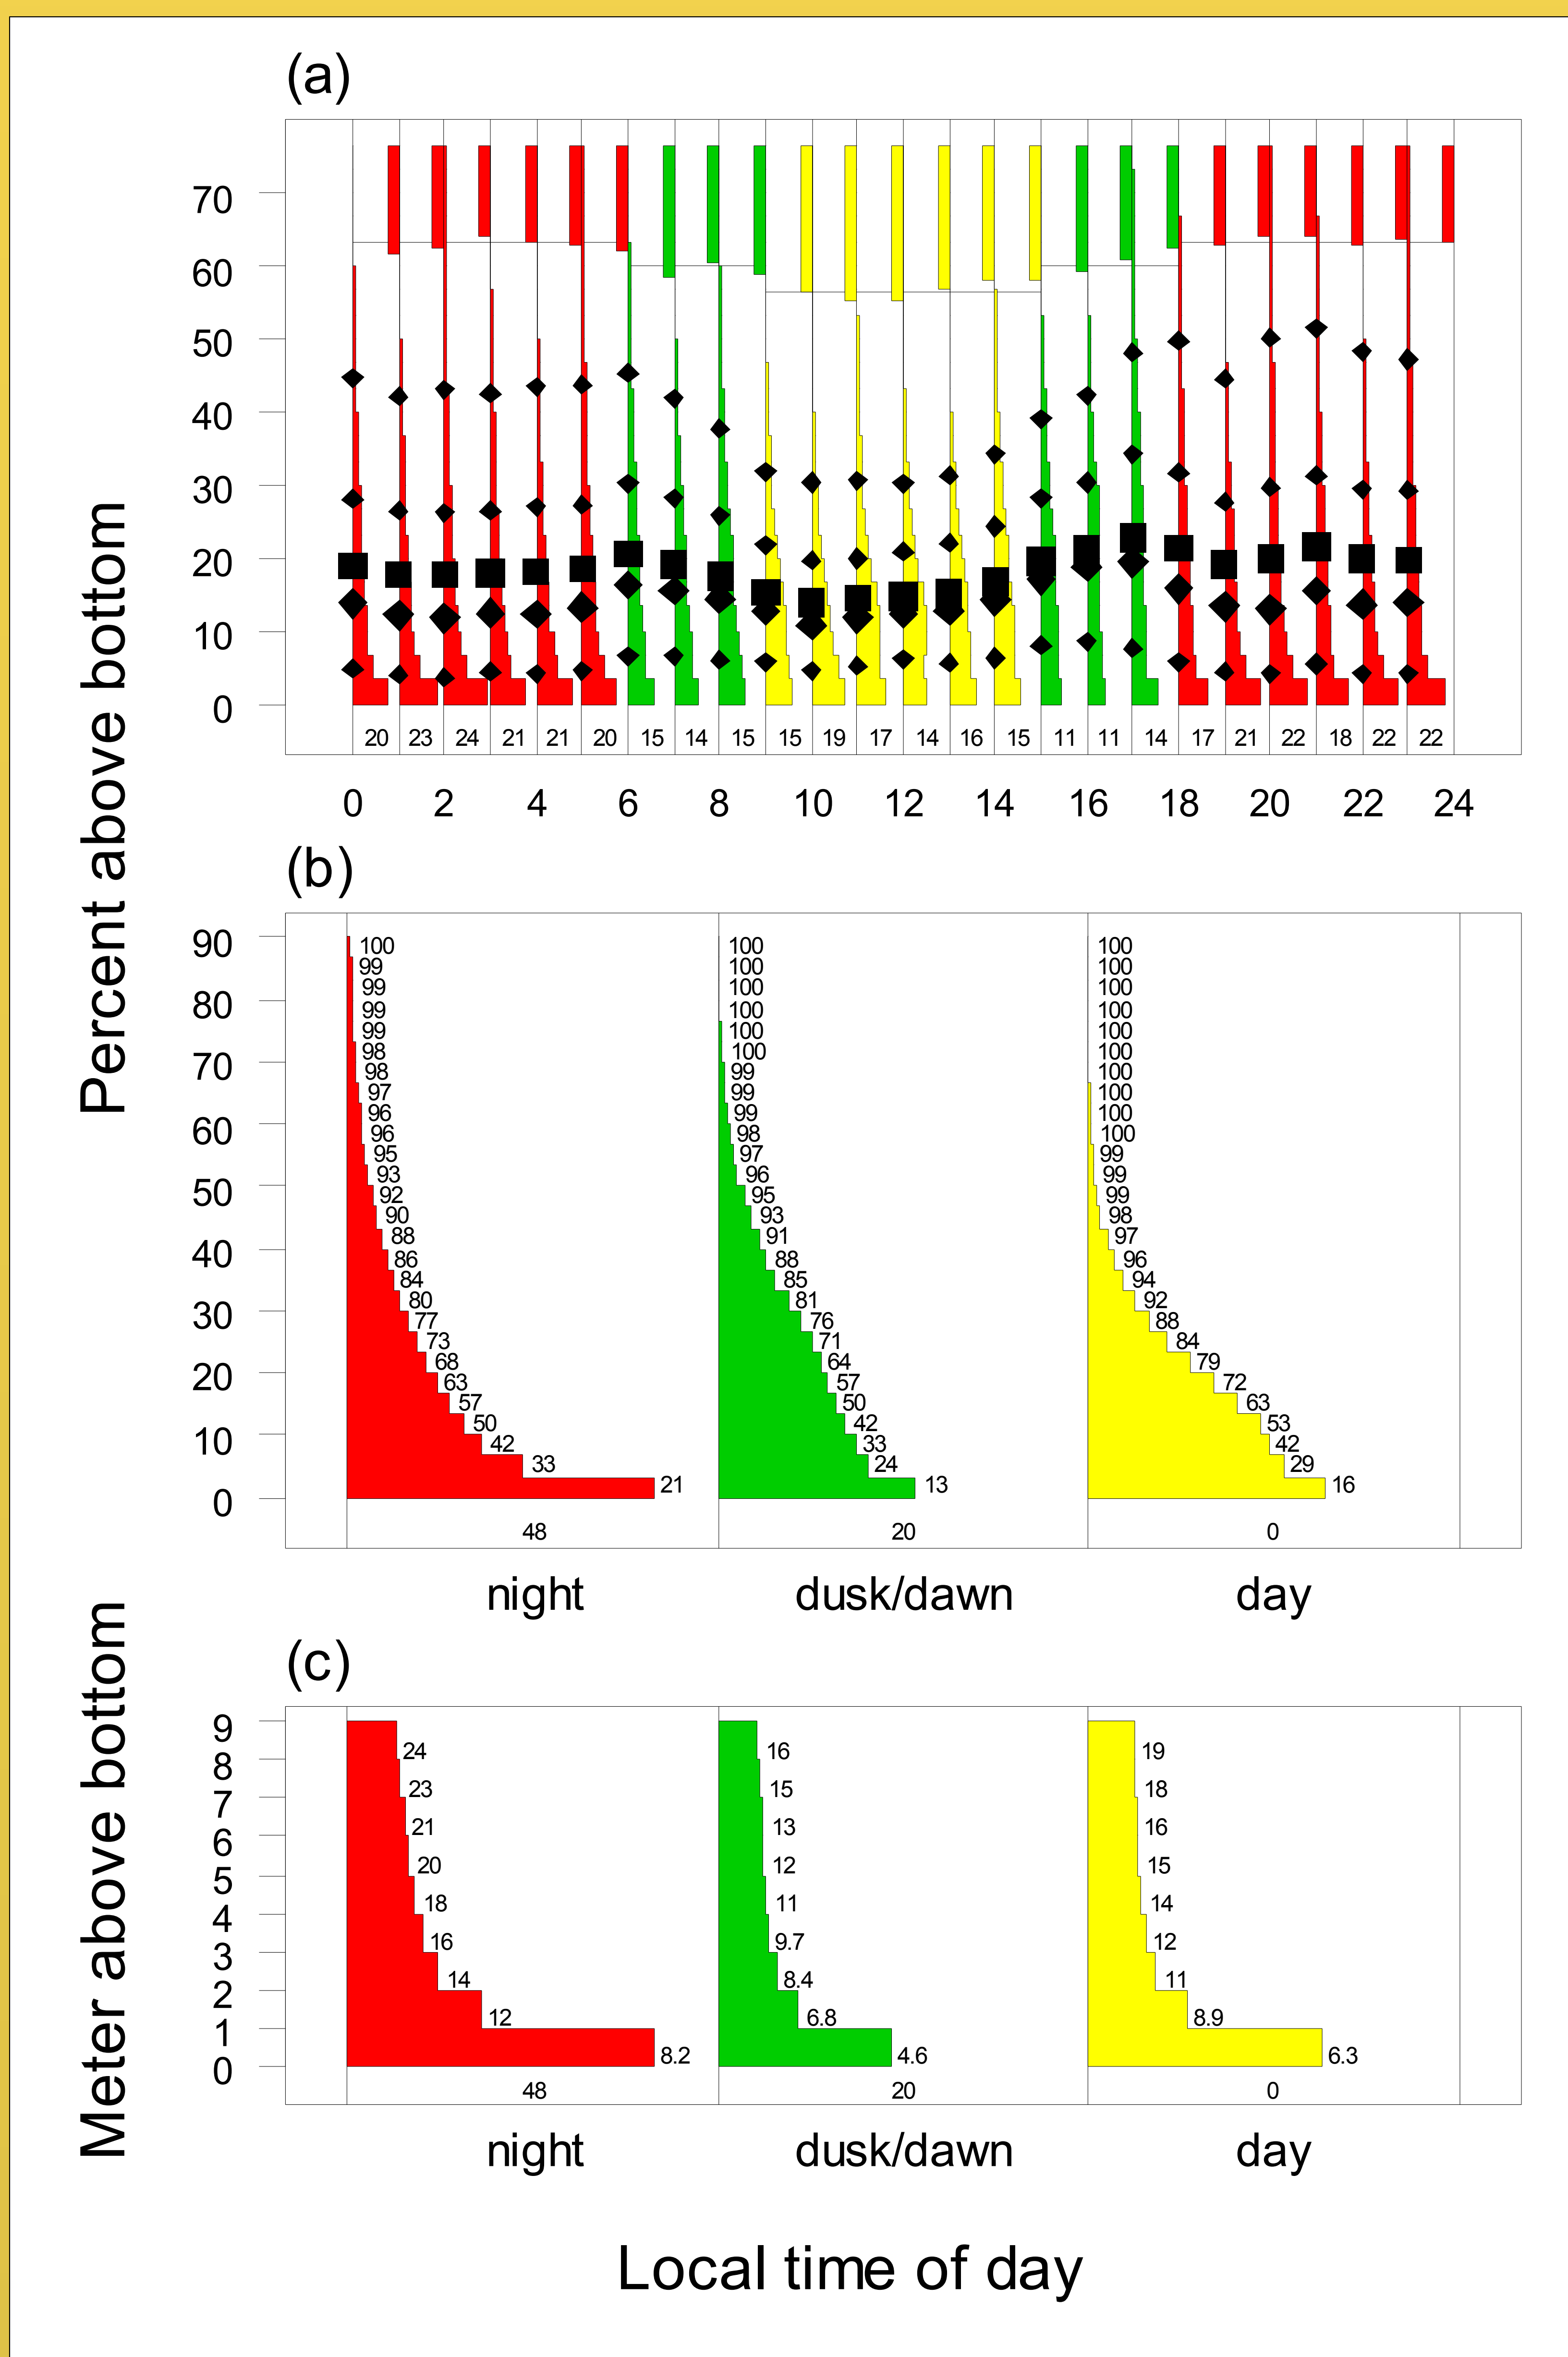 (a)
70
60
50
40
30
20
10
0
20 23 24 21 21 20 15 14 15 15 19 17 14 16 15 11 11 14 17 21 22 18 22 22
0 2 4 6 8 10 12 14 16 18 20 22 24
Percent above bottom
(b)
90 100 100 100
99 100 100
99 100 100
80 99 100 100
99 100 100
98 100 100
70 98 99 100
97 99 100
96 99 100
60 96 98 100
95 97 99
93 96 99
50 92 95 99
90 93 98
88 91 97
40 86 88 96
84 85 94
80 81 92
30 77 76 88
73 71 84
68 64 79
20 63 57 72
57 50 63
50 42 53
10 42 33 42
33 24 29
0 21 13 16
48 20 0
night dusk/dawn day
Meter above bottom
(c)
9
24 16 19
8
23 15 18
7
21 13 16
6
20 12 15
5
18 11 14
4
16 9.7 12
3
14 8.4 11
2
12 6.8 8.9
1
8.2 4.6 6.3
0
48 20 0
night dusk/dawn day
Local time of day